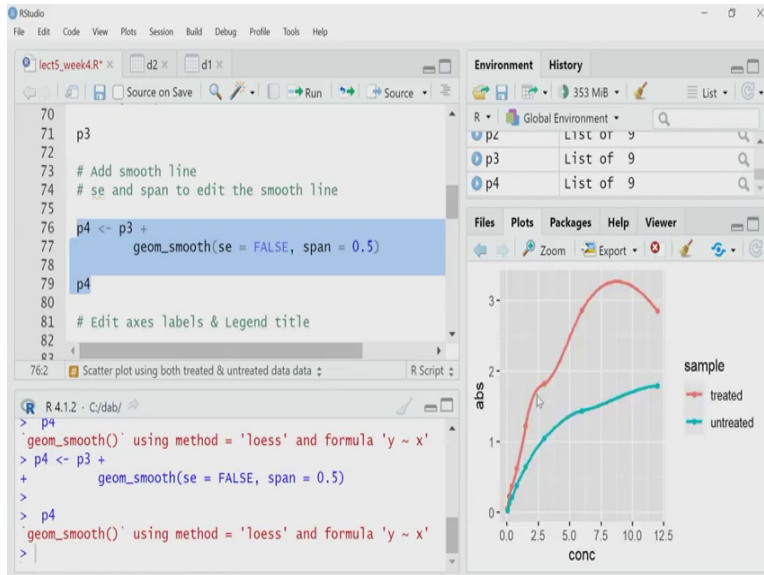 RStudio
File Edit Code View Plots Session Build Debug Profile Tools Help
lect5_week4.R* × d2 × d1 ×
Source on Save Run Source
70
71 p3
72
73 # Add smooth line
74 # se and span to edit the smooth line
75
76 p4 <- p3 +
77 geom_smooth(se = FALSE, span = 0.5)
78
79 p4
80
81 # Edit axes labels & Legend title
82
83
76:2 Scatter plot using both treated & untreated data data R Script
R 4.1.2 · C:/dab/
> p4
`geom_smooth()` using method = 'loess' and formula 'y ~ x'
> p4 <- p3 +
+ geom_smooth(se = FALSE, span = 0.5)
>
> p4
`geom_smooth()` using method = 'loess' and formula 'y ~ x'
>
Environment History
353 MiB List
R Global Environment
p2 List of 9
p3 List of 9
p4 List of 9
Files Plots Packages Help Viewer
Zoom Export
3
2
1
0
abs
0.0 2.5 5.0 7.5 10.0 12.5
conc
sample
treated
untreated